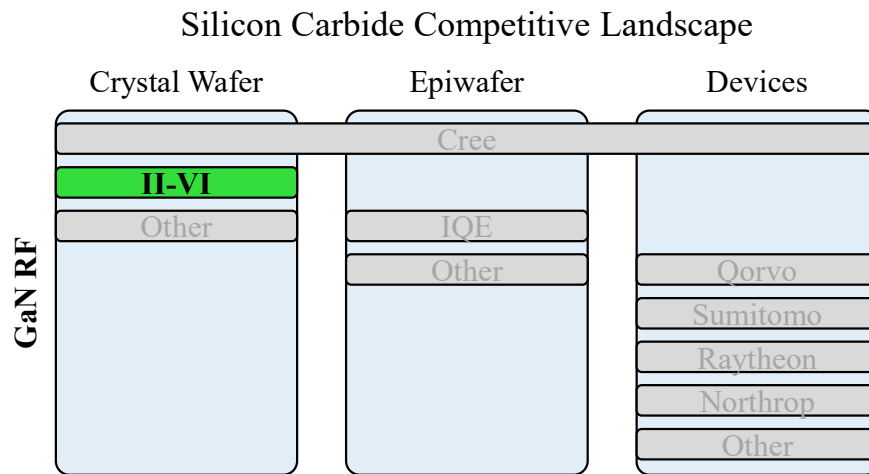 Silicon Carbide Competitive Landscape
Crystal Wafer Epiwafer Devices
Cree
II-VI
Other IQE
Other Qorvo
Sumitomo
Raytheon
Northrop
Other
GaN RF